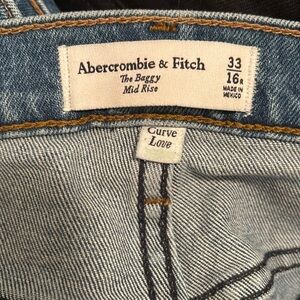 Abercrombie & Fitch
The Baggy
Mid Rise
33
16R
MADE IN
MEXICO
Curve
Love